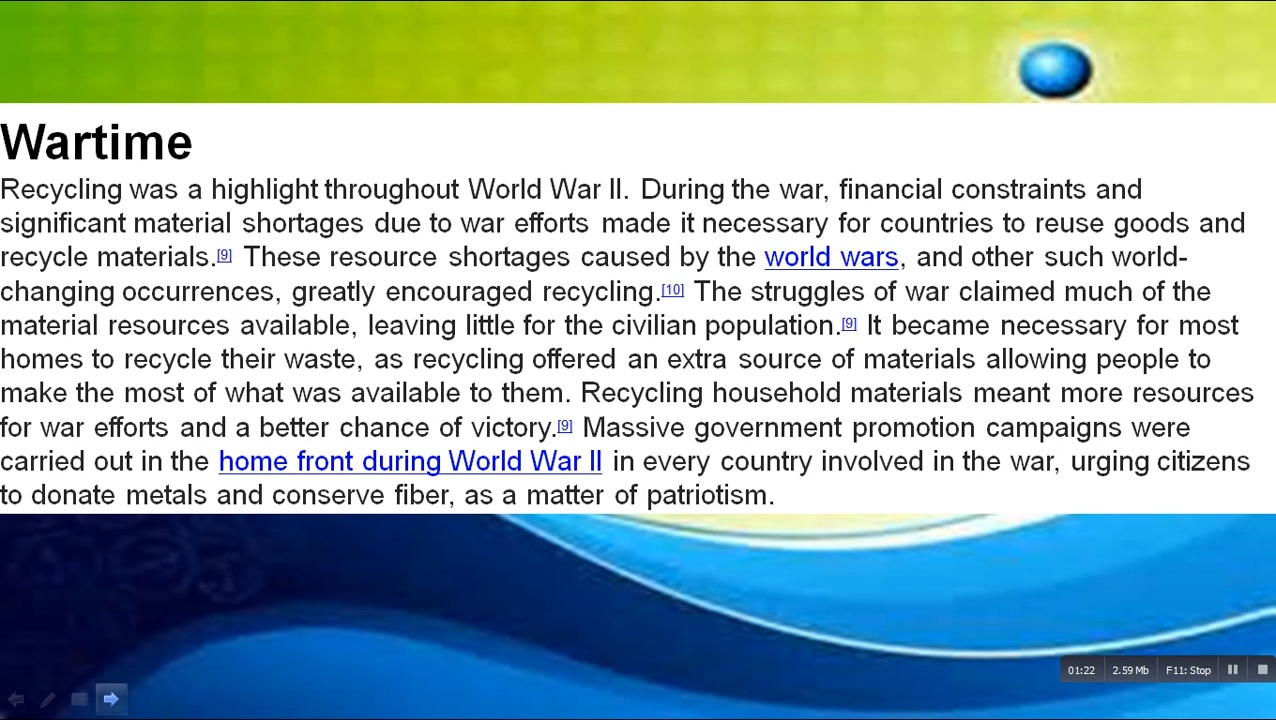 Wartime
Recycling was a highlight throughout World War II. During the war, financial constraints and
significant material shortages due to war efforts made it necessary for countries to reuse goods and
recycle materials.[9] These resource shortages caused by the world wars, and other such world-
changing occurrences, greatly encouraged recycling.[10] The struggles of war claimed much of the
material resources available, leaving little for the civilian population.[9] It became necessary for most
homes to recycle their waste, as recycling offered an extra source of materials allowing people to
make the most of what was available to them. Recycling household materials meant more resources
for war efforts and a better chance of victory.[9] Massive government promotion campaigns were
carried out in the home front during World War II in every country involved in the war, urging citizens
to donate metals and conserve fiber, as a matter of patriotism.
01:22 2.59 Mb F11: Stop